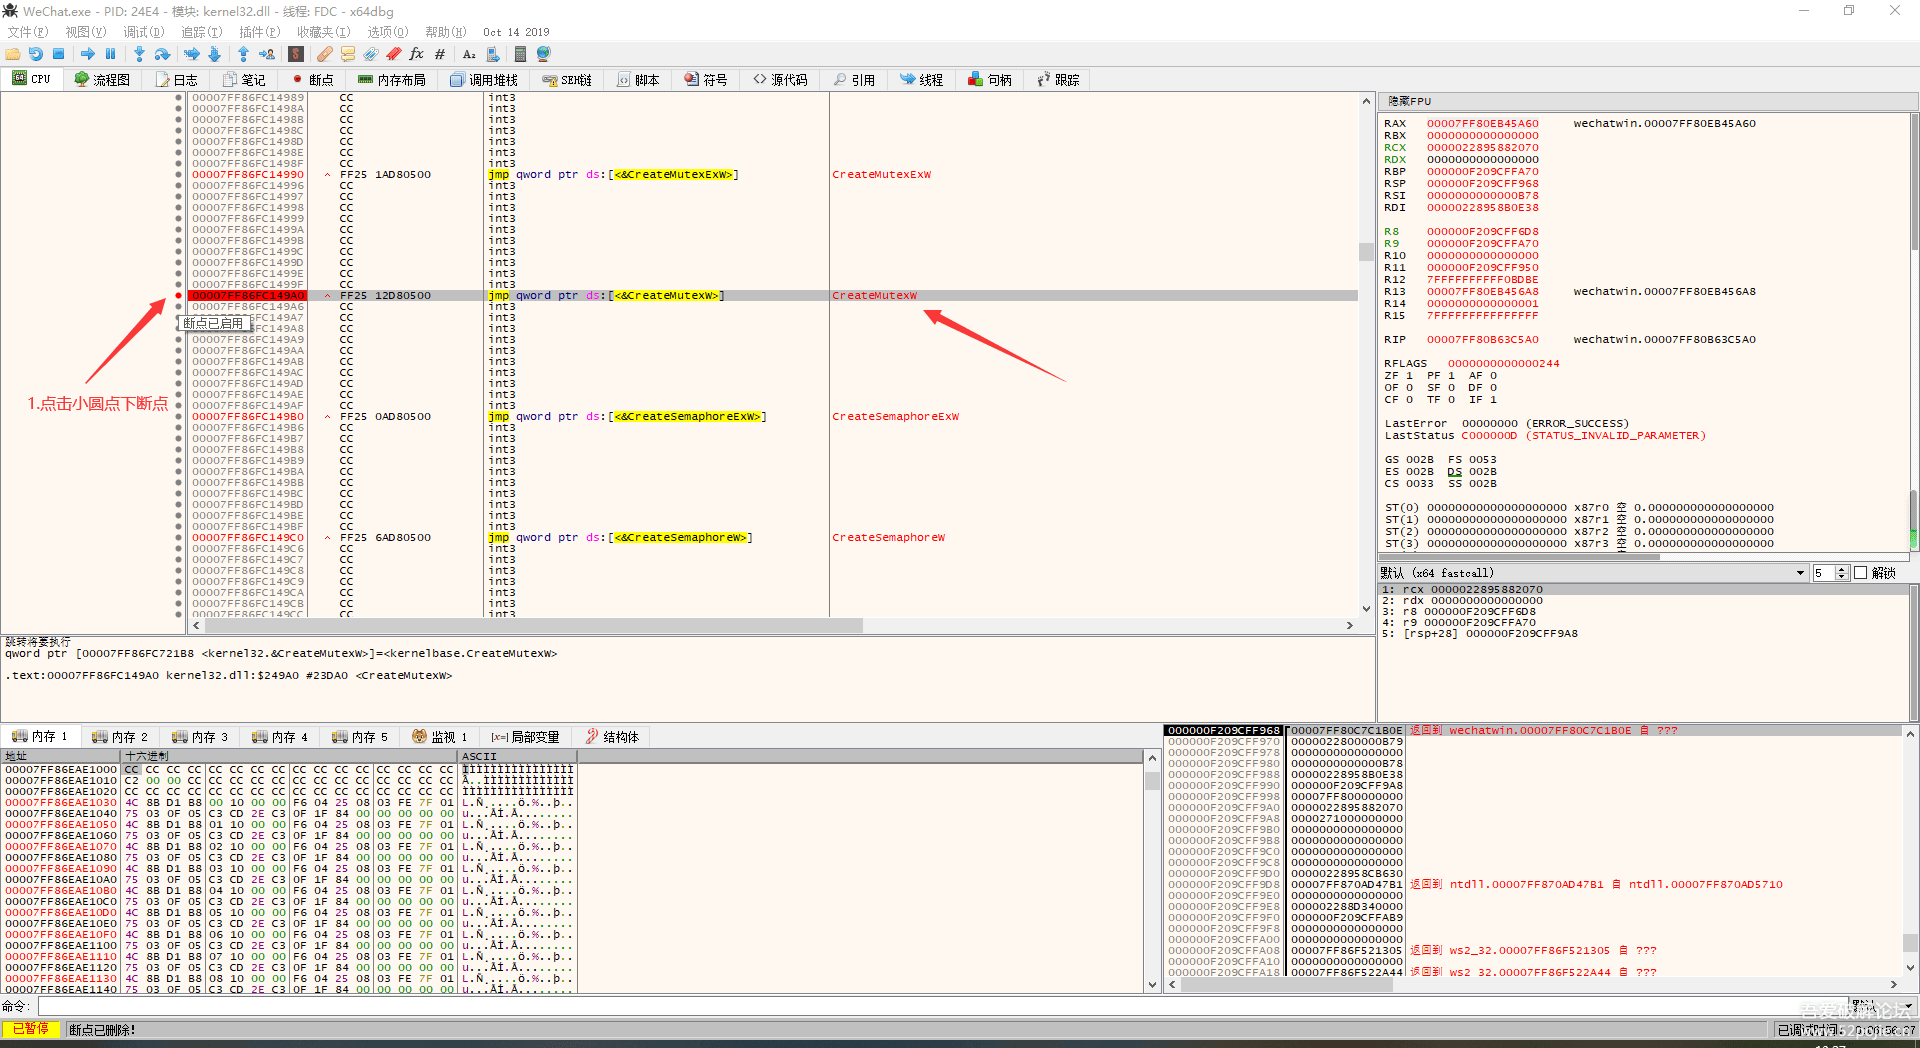 WeChat.exe - PID: 24E4 - 模块: kernel32.dll - 线程: FDC - x64dbg
文件(F) 视图(V) 调试(D) 追踪(T) 插件(P) 收藏夹(I) 选项(O) 帮助(H) Oct 14 2019
CPU 流程图 日志 笔记 断点 内存布局 调用堆栈 SEH链 脚本 符号 源代码 引用 线程 句柄 跟踪
00007FF86FC14989 CC int3
00007FF86FC1498A CC int3
00007FF86FC1498B CC int3
00007FF86FC1498C CC int3
00007FF86FC1498D CC int3
00007FF86FC1498E CC int3
00007FF86FC1498F CC int3
00007FF86FC14990 FF25 1AD80500 jmp qword ptr ds:[<&CreateMutexExW>] CreateMutexExW
00007FF86FC14996 CC int3
00007FF86FC14997 CC int3
00007FF86FC14998 CC int3
00007FF86FC14999 CC int3
00007FF86FC1499A CC int3
00007FF86FC1499B CC int3
00007FF86FC1499C CC int3
00007FF86FC1499D CC int3
00007FF86FC1499E CC int3
00007FF86FC1499F CC int3
00007FF86FC149A0 FF25 12D80500 jmp qword ptr ds:[<&CreateMutexW>] CreateMutexW
00007FF86FC149A6 CC int3
断点已启用
1.点击小圆点下断点
00007FF86FC149A9 CC int3
00007FF86FC149AA CC int3
00007FF86FC149AB CC int3
00007FF86FC149AC CC int3
00007FF86FC149AD CC int3
00007FF86FC149AE CC int3
00007FF86FC149AF CC int3
00007FF86FC149B0 FF25 0AD80500 jmp qword ptr ds:[<&CreateSemaphoreExW>] CreateSemaphoreExW
00007FF86FC149B6 CC int3
00007FF86FC149B7 CC int3
00007FF86FC149B8 CC int3
00007FF86FC149B9 CC int3
00007FF86FC149BA CC int3
00007FF86FC149BB CC int3
00007FF86FC149BC CC int3
00007FF86FC149BD CC int3
00007FF86FC149BE CC int3
00007FF86FC149BF CC int3
00007FF86FC149C0 FF25 6AD80500 jmp qword ptr ds:[<&CreateSemaphoreW>] CreateSemaphoreW
00007FF86FC149C6 CC int3
00007FF86FC149C7 CC int3
00007FF86FC149C8 CC int3
00007FF86FC149C9 CC int3
00007FF86FC149CA CC int3
00007FF86FC149CB CC int3
00007FF86FC149CC CC int3
隐藏FPU
RAX 00007FF80EB45A60 wechatwin.00007FF80EB45A60
RBX 0000000000000000
RCX 0000022895882070
RDX 0000000000000000
RBP 000000F209CFFA70
RSP 000000F209CFF968
RSI 0000000000000B78
RDI 00000228958B0E38
R8 000000F209CFF6D8
R9 000000F209CFFA70
R10 0000000000000000
R11 000000F209CFF950
R12 7FFFFFFFFFF0BDBE
R13 00007FF80EB456A8 wechatwin.00007FF80EB456A8
R14 0000000000000001
R15 7FFFFFFFFFFFFFFF
RIP 00007FF80B63C5A0 wechatwin.00007FF80B63C5A0
RFLAGS 0000000000000244
ZF 1 PF 1 AF 0
OF 0 SF 0 DF 0
CF 0 TF 0 IF 1
LastError 00000000 (ERROR_SUCCESS)
LastStatus C000000D (STATUS_INVALID_PARAMETER)
GS 002B FS 0053
ES 002B DS 002B
CS 0033 SS 002B
ST(0) 00000000000000000000 x87r0 空 0.000000000000000000
ST(1) 00000000000000000000 x87r1 空 0.000000000000000000
ST(2) 00000000000000000000 x87r2 空 0.000000000000000000
ST(3) 00000000000000000000 x87r3 空 0.000000000000000000
默认 (x64 fastcall) 5 解锁
1: rcx 0000022895882070
2: rdx 0000000000000000
3: r8 000000F209CFF6D8
4: r9 000000F209CFFA70
5: [rsp+28] 000000F209CFF9A8
跳转将要执行
qword ptr [00007FF86FC721B8 <kernel32.&CreateMutexW>]=<kernelbase.CreateMutexW>
.text:00007FF86FC149A0 kernel32.dll:$249A0 #23DA0 <CreateMutexW>
内存 1 内存 2 内存 3 内存 4 内存 5 监视 1 [x=]局部变量 结构体
地址 十六进制 ASCII
00007FF86EAE1000 CC CC CC CC CC CC CC CC CC CC CC CC CC CC CC CC ÌÌÌÌÌÌÌÌÌÌÌÌÌÌÌÌ
00007FF86EAE1010 C2 00 00 CC CC CC CC CC CC CC CC CC CC CC CC CC Â..ÌÌÌÌÌÌÌÌÌÌÌÌÌ
00007FF86EAE1020 CC CC CC CC CC CC CC CC CC CC CC CC CC CC CC CC ÌÌÌÌÌÌÌÌÌÌÌÌÌÌÌÌ
00007FF86EAE1030 4C 8B D1 B8 00 10 00 00 F6 04 25 08 03 FE 7F 01 L.Ñ¸....ö.%..þ..
00007FF86EAE1040 75 03 0F 05 C3 CD 2E C3 0F 1F 84 00 00 00 00 00 u...ÃÍ.Ã........
00007FF86EAE1050 4C 8B D1 B8 01 10 00 00 F6 04 25 08 03 FE 7F 01 L.Ñ¸....ö.%..þ..
00007FF86EAE1060 75 03 0F 05 C3 CD 2E C3 0F 1F 84 00 00 00 00 00 u...ÃÍ.Ã........
00007FF86EAE1070 4C 8B D1 B8 02 10 00 00 F6 04 25 08 03 FE 7F 01 L.Ñ¸....ö.%..þ..
00007FF86EAE1080 75 03 0F 05 C3 CD 2E C3 0F 1F 84 00 00 00 00 00 u...ÃÍ.Ã........
00007FF86EAE1090 4C 8B D1 B8 03 10 00 00 F6 04 25 08 03 FE 7F 01 L.Ñ¸....ö.%..þ..
00007FF86EAE10A0 75 03 0F 05 C3 CD 2E C3 0F 1F 84 00 00 00 00 00 u...ÃÍ.Ã........
00007FF86EAE10B0 4C 8B D1 B8 04 10 00 00 F6 04 25 08 03 FE 7F 01 L.Ñ¸....ö.%..þ..
00007FF86EAE10C0 75 03 0F 05 C3 CD 2E C3 0F 1F 84 00 00 00 00 00 u...ÃÍ.Ã........
00007FF86EAE10D0 4C 8B D1 B8 05 10 00 00 F6 04 25 08 03 FE 7F 01 L.Ñ¸....ö.%..þ..
00007FF86EAE10E0 75 03 0F 05 C3 CD 2E C3 0F 1F 84 00 00 00 00 00 u...ÃÍ.Ã........
00007FF86EAE10F0 4C 8B D1 B8 06 10 00 00 F6 04 25 08 03 FE 7F 01 L.Ñ¸....ö.%..þ..
00007FF86EAE1100 75 03 0F 05 C3 CD 2E C3 0F 1F 84 00 00 00 00 00 u...ÃÍ.Ã........
00007FF86EAE1110 4C 8B D1 B8 07 10 00 00 F6 04 25 08 03 FE 7F 01 L.Ñ¸....ö.%..þ..
00007FF86EAE1120 75 03 0F 05 C3 CD 2E C3 0F 1F 84 00 00 00 00 00 u...ÃÍ.Ã........
00007FF86EAE1130 4C 8B D1 B8 08 10 00 00 F6 04 25 08 03 FE 7F 01 L.Ñ¸....ö.%..þ..
00007FF86EAE1140 75 03 0F 05 C3 CD 2E C3 0F 1F 84 00 00 00 00 00 u...ÃÍ.Ã........
000000F209CFF968 00007FF80C7C1B0E 返回到 wechatwin.00007FF80C7C1B0E 自 ???
000000F209CFF970 0000022800000B79
000000F209CFF978 0000000000000000
000000F209CFF980 0000000000000B78
000000F209CFF988 00000228958B0E38
000000F209CFF990 000000F209CFF9A8
000000F209CFF998 00007FF800000000
000000F209CFF9A0 0000022895882070
000000F209CFF9A8 0000271000000000
000000F209CFF9B0 0000000000000000
000000F209CFF9B8 0000000000000000
000000F209CFF9C0 0000000000000000
000000F209CFF9C8 0000000000000000
000000F209CFF9D0 00000228958CB630
000000F209CFF9D8 00007FF870AD47B1 返回到 ntdll.00007FF870AD47B1 自 ntdll.00007FF870AD5710
000000F209CFF9E0 0000000000000000
000000F209CFF9E8 000002288D340000
000000F209CFF9F0 000000F209CFFAB9
000000F209CFF9F8 0000000000000000
000000F209CFFA00 0000000000000000
000000F209CFFA08 00007FF86F521305 返回到 ws2_32.00007FF86F521305 自 ???
000000F209CFFA10 0000000000000000
000000F209CFFA18 00007FF86F522A44 返回到 ws2_32.00007FF86F522A44 自 ???
命令: 默认
已暂停 断点已删除! 已调试时间:
吾爱破解论坛